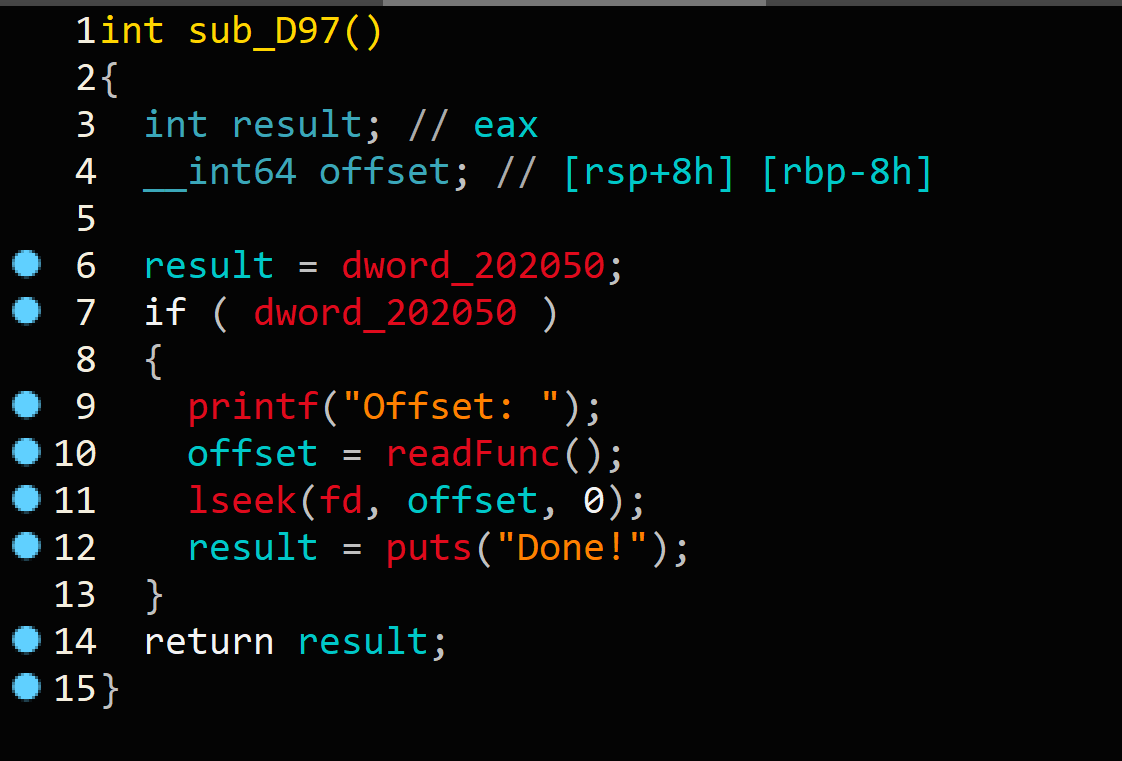 1int sub_D97()
2{
3  int result; // eax
4  __int64 offset; // [rsp+8h] [rbp-8h]
5
6  result = dword_202050;
7  if ( dword_202050 )
8  {
9    printf("Offset: ");
10    offset = readFunc();
11    lseek(fd, offset, 0);
12    result = puts("Done!");
13  }
14  return result;
15}